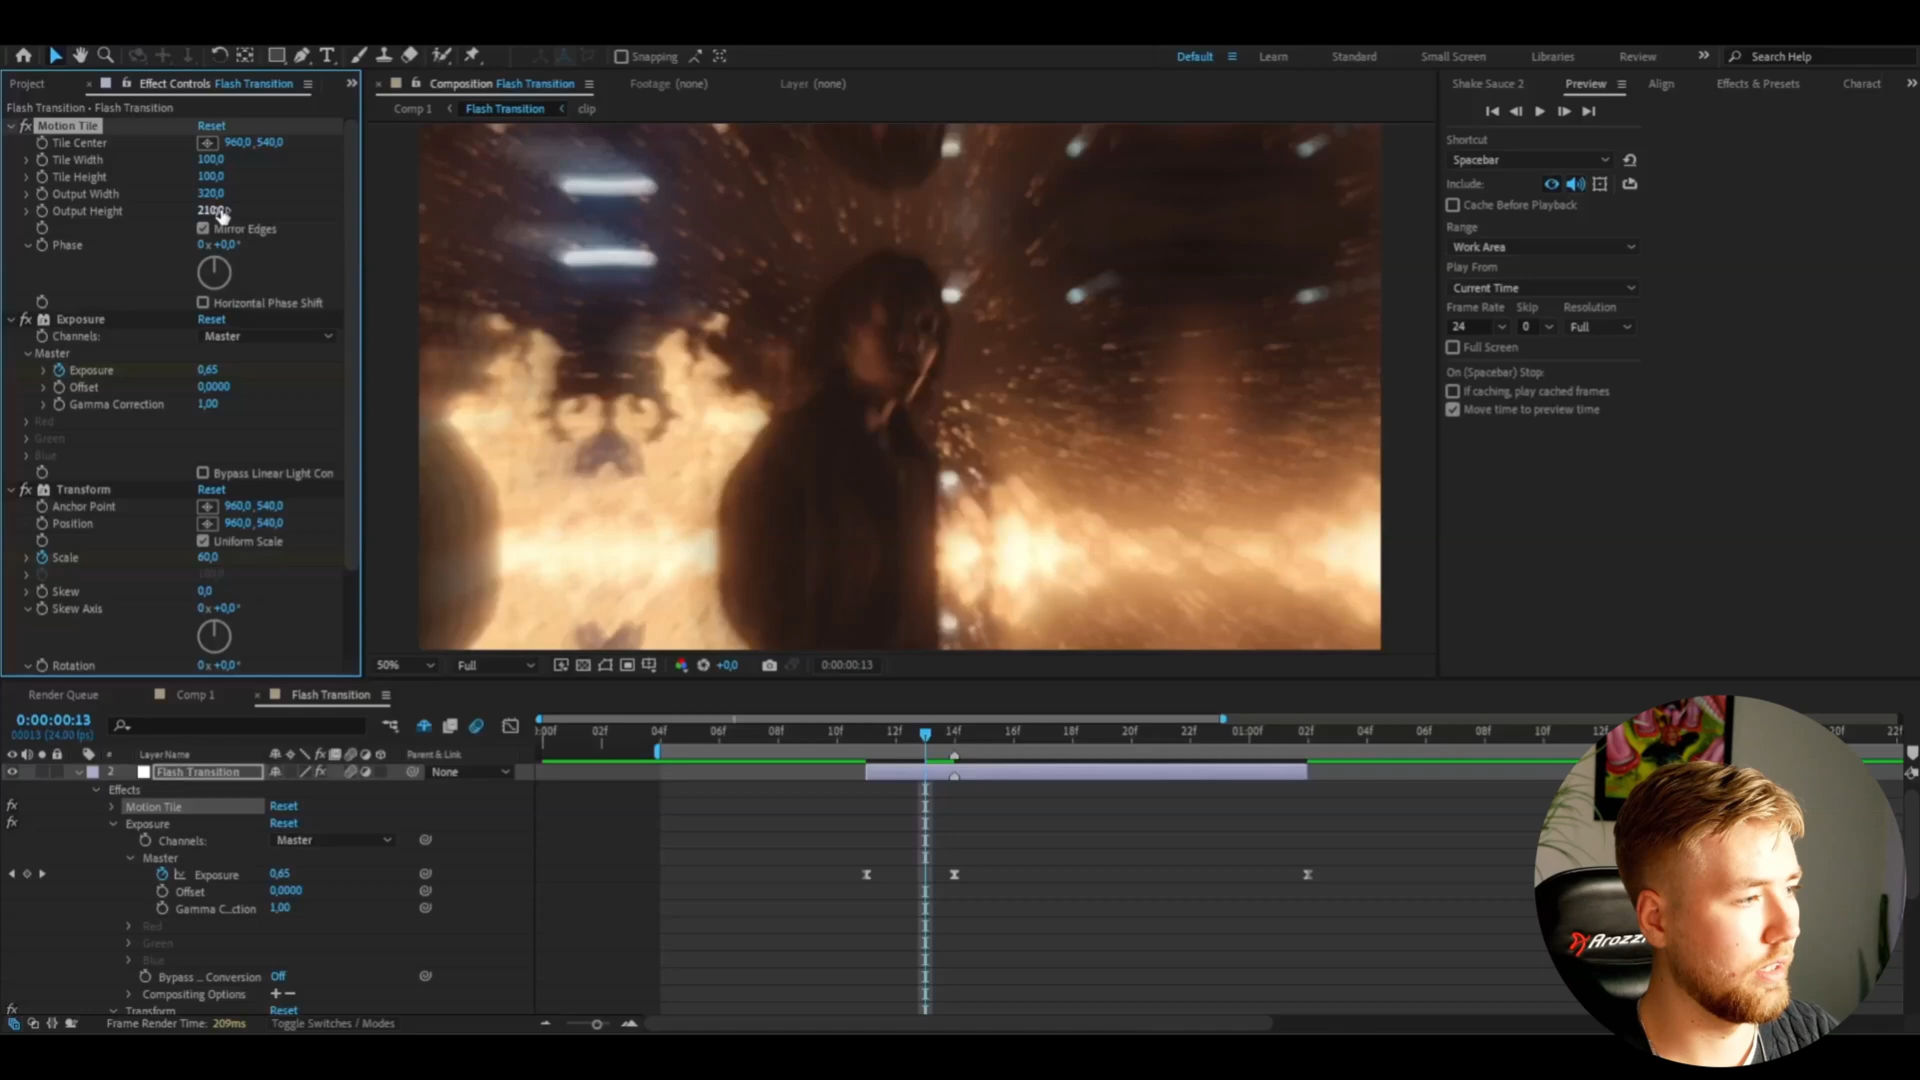 Snapping
Default
Learn
Standard
Small Screen
Libraries
Review
Search Help
Project
Effect Controls Flash Transition
Composition Flash Transition
Footage (none)
Layer (none)
Shake Sauce 2
Preview
Align
Effects & Presets
Charact
Flash Transition • Flash Transition
Comp 1
Flash Transition
clip
Motion Tile Reset
Tile Center 960,0, 540,0
Tile Width 100,0
Tile Height 100,0
Output Width 320,0
Output Height
Mirror Edges
Phase 0 x +0,0°
Horizontal Phase Shift
Exposure Reset
Channels: Master
Master
Exposure 0,65
Offset 0,0000
Gamma Correction 1,00
Red
Green
Blue
Bypass Linear Light Con
Transform Reset
Anchor Point 960,0, 540,0
Position 960,0, 540,0
Uniform Scale
Scale 60,0
100,0
Skew 0,0
Skew Axis 0 x +0,0°
Rotation 0 x +0,0°
Shortcut
Spacebar
Include:
Cache Before Playback
Range
Work Area
Play From
Current Time
Frame Rate Skip Resolution
24 0 Full
Full Screen
On (Spacebar) Stop:
If caching, play cached frames
Move time to preview time
50% Full +0,0 0:00:00:13
Render Queue
Comp 1
Flash Transition
0:00:00:13
00013 (24.00 fps)
:00f 02f 04f 06f 08f 10f 12f 14f 16f 18f 20f 22f 01:00f 02f 04f 06f 08f 10f 22f
# Layer Name Parent & Link
2 Flash Transition None
Effects
Motion Tile Reset
Exposure Reset
Channels: Master
Master
Exposure 0,65
Offset 0,0000
Gamma C...ction 1,00
Red
Green
Blue
Bypass ... Conversion Off
Compositing Options + −
Transform Reset
Frame Render Time: 209ms
Toggle Switches / Modes
Arozzi